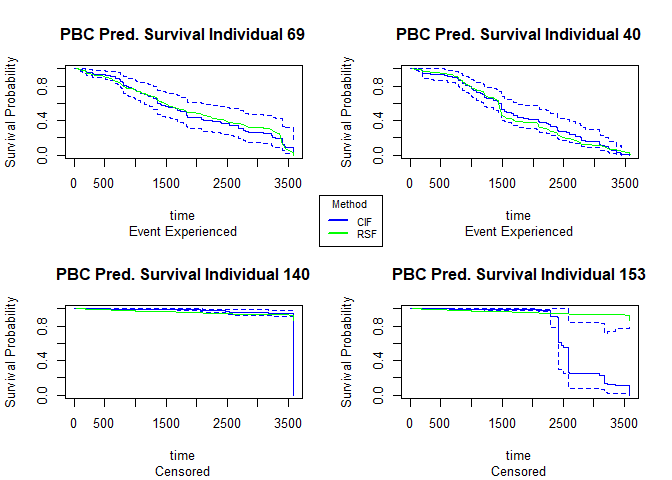 PBC Pred. Survival Individual 69
Survival Probability
0.0 0.4 0.8
0 500 1500 2500 3500
time
Event Experienced
PBC Pred. Survival Individual 40
Survival Probability
0.0 0.4 0.8
0 500 1500 2500 3500
time
Event Experienced
Method
CIF
RSF
PBC Pred. Survival Individual 140
Survival Probability
0.0 0.4 0.8
0 500 1500 2500 3500
time
Censored
PBC Pred. Survival Individual 153
Survival Probability
0.0 0.4 0.8
0 500 1500 2500 3500
time
Censored